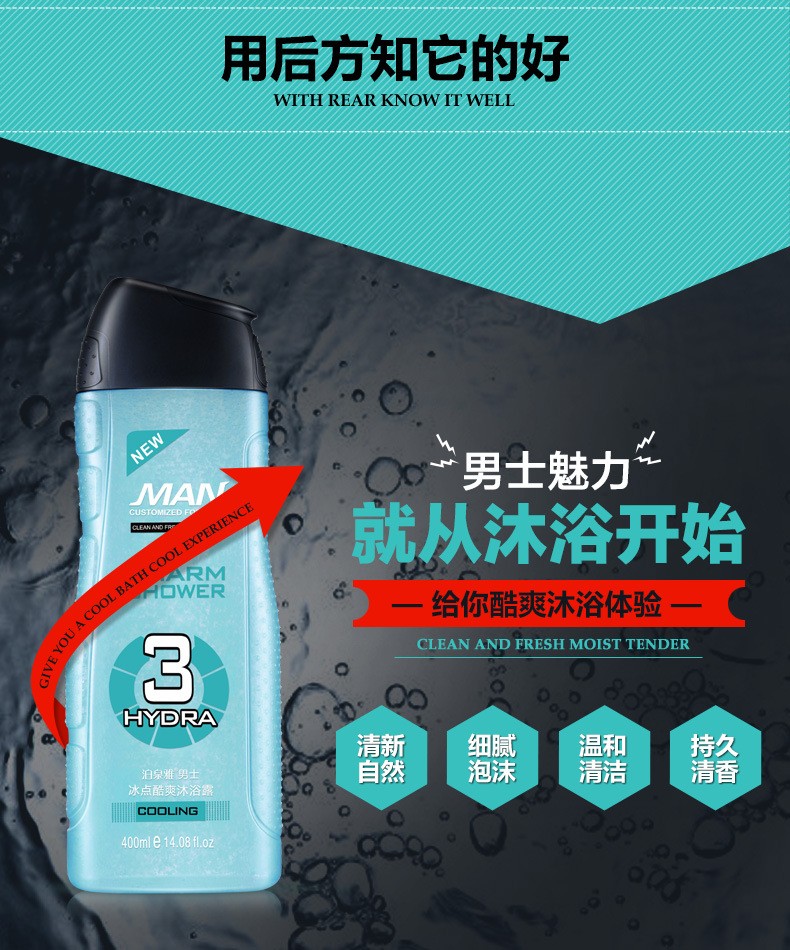 用后方知它的好
WITH REAR KNOW IT WELL
NEW
MAN
CUSTOMIZED
CLEAN AND
GIVE YOU A COOL BATH COOL EXPERIENCE
SHOWER
3
HYDRA
泊泉雅 男士
冰点酷爽沐浴露
COOLING
400ml e 14.08 fl.oz
男士魅力
就从沐浴开始
— 给你酷爽沐浴体验 —
CLEAN AND FRESH MOIST TENDER
清新
自然
细腻
泡沫
温和
清洁
持久
清香